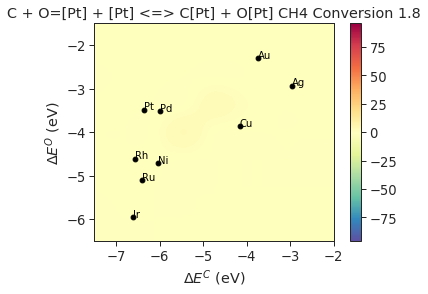 C + O=[Pt] + [Pt] <=> C[Pt] + O[Pt] CH4 Conversion 1.8
−2
−3
−4
−5
−6
ΔE^O (eV)
Au
Ag
Pt
Pd
Cu
Rh
Ni
Ru
Ir
−7
−6
−5
−4
−3
−2
ΔE^C (eV)
75
50
25
0
−25
−50
−75